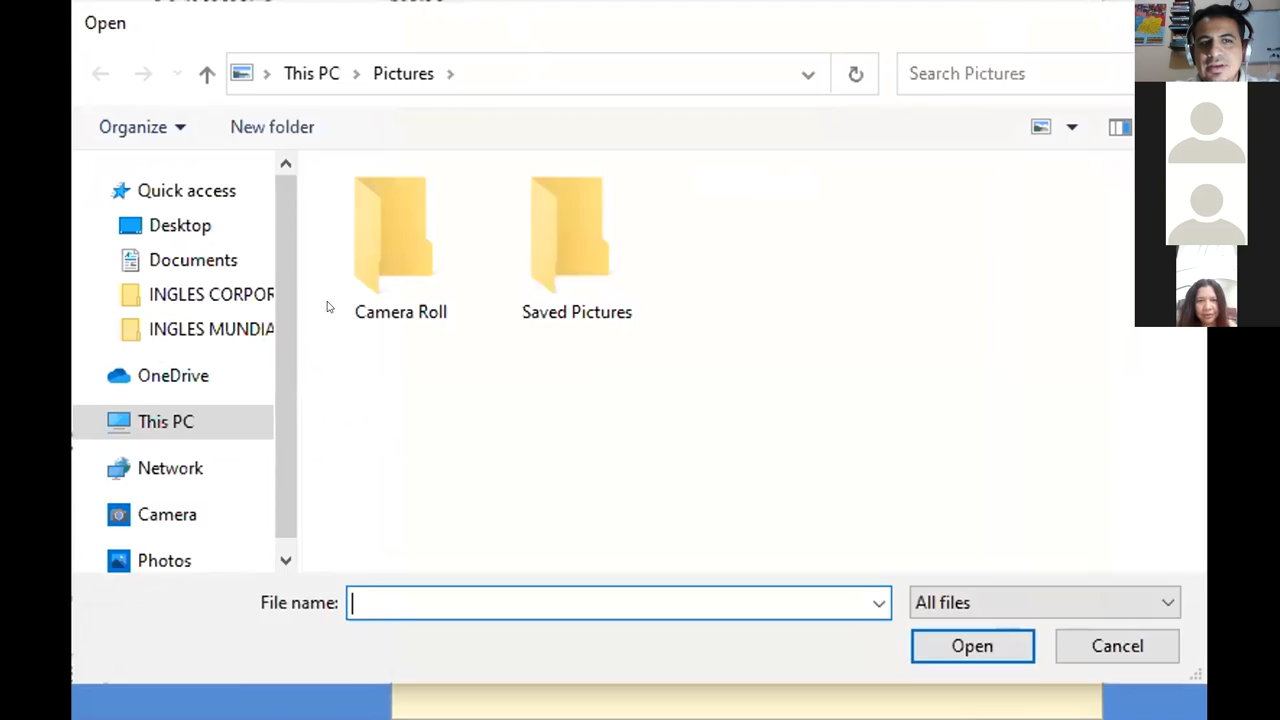 Open
This PC
Pictures
Search Pictures
Organize
New folder
Quick access
Desktop
Documents
INGLES CORPOR
INGLES MUNDIA
OneDrive
This PC
Network
Camera
Photos
Camera Roll
Saved Pictures
File name:
All files
Open
Cancel